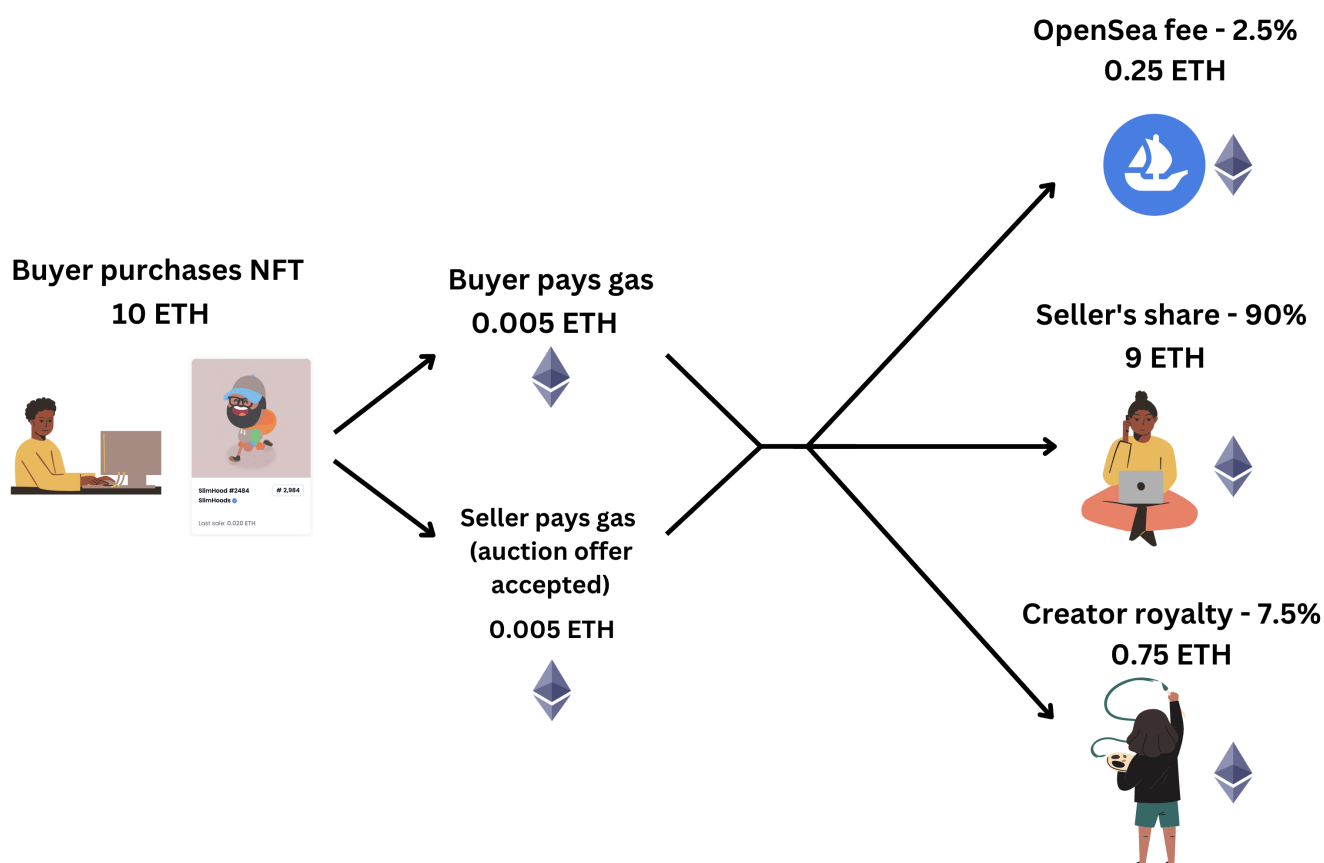 OpenSea fee - 2.5%
0.25 ETH
Buyer purchases NFT
10 ETH
SlimHood #2484
# 2,984
SlimHoods
Last sale: 0.020 ETH
Buyer pays gas
0.005 ETH
Seller pays gas
(auction offer
accepted)
0.005 ETH
Seller's share - 90%
9 ETH
Creator royalty - 7.5%
0.75 ETH